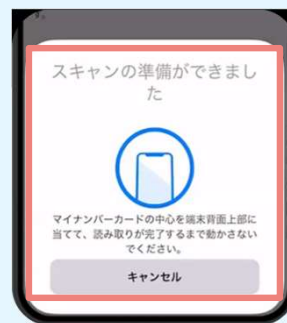 す。
スキャンの準備ができまし
た
マイナンバーカードの中心を端末背面上部に
当てて、読み取りが完了するまで動かさない
でください。
キャンセル